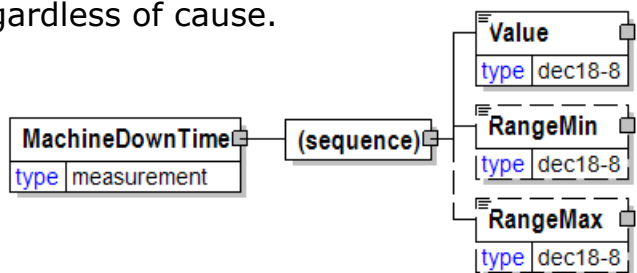 gardless of cause.
MachineDownTime
type measurement
(sequence)
Value
type dec18-8
RangeMin
type dec18-8
RangeMax
type dec18-8